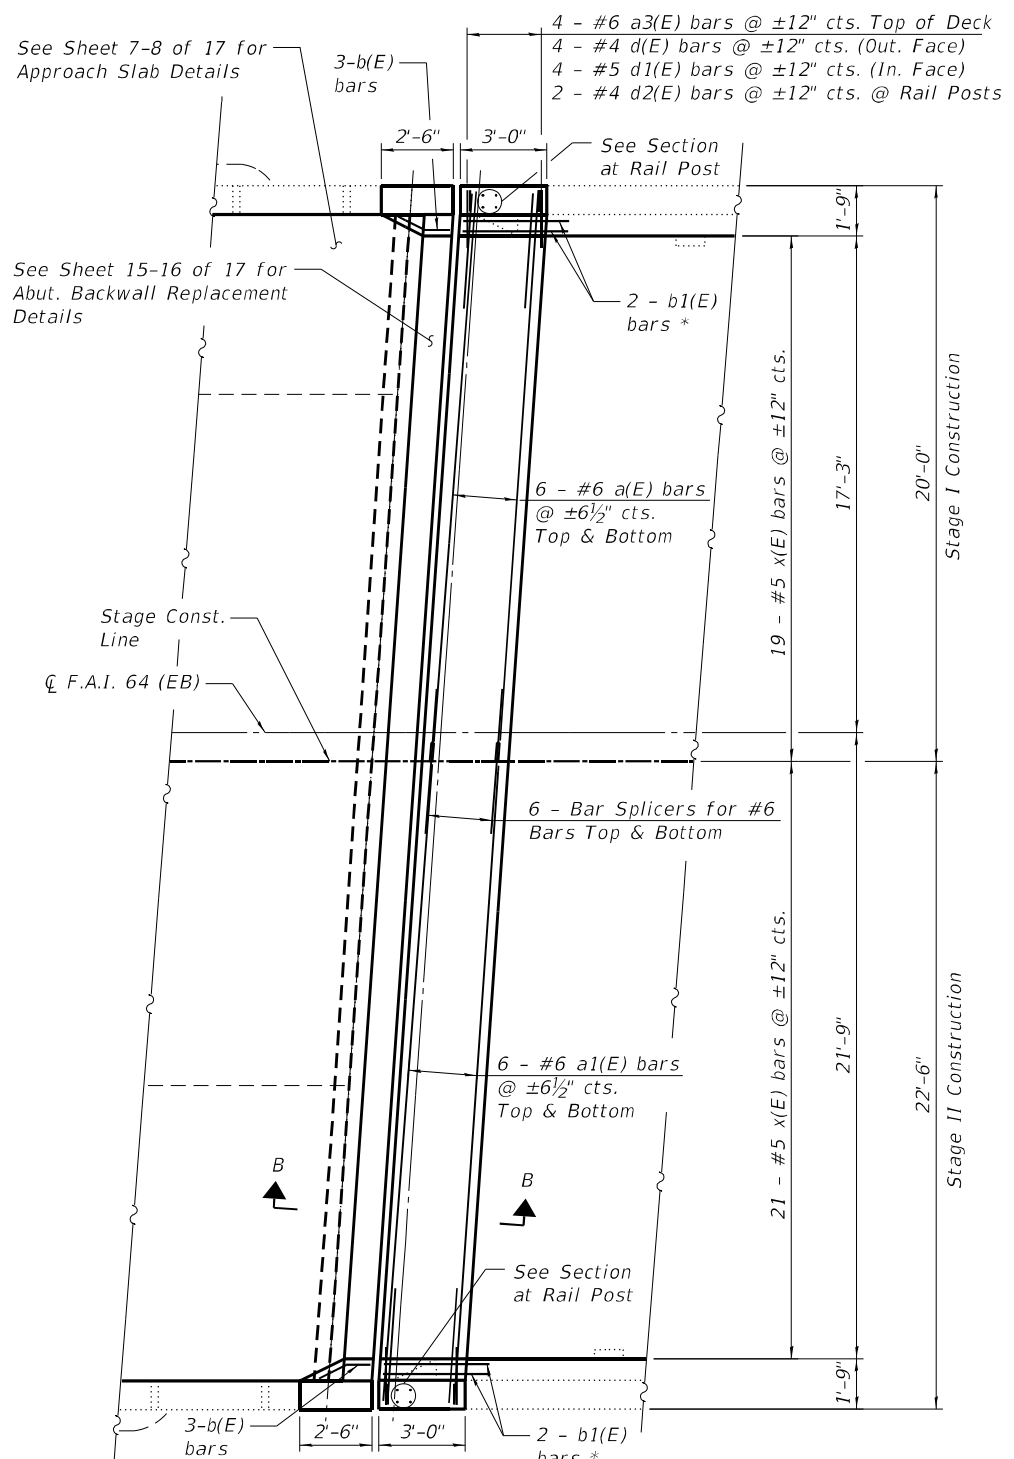 4 - #6 a3(E) bars @ ±12" cts. Top of Deck
4 - #4 d(E) bars @ ±12" cts. (Out. Face)
4 - #5 d1(E) bars @ ±12" cts. (In. Face)
2 - #4 d2(E) bars @ ±12" cts. @ Rail Posts
See Sheet 7-8 of 17 for
Approach Slab Details
3-b(E)
bars
2'-6"
3'-0"
See Section
at Rail Post
1'-9"
See Sheet 15-16 of 17 for
Abut. Backwall Replacement
Details
2 - b1(E)
bars *
19 - #5 x(E) bars @ ±12" cts.
17'-3"
20'-0"
Stage I Construction
6 - #6 a(E) bars
@ ±6½" cts.
Top & Bottom
Stage Const.
Line
℄ F.A.I. 64 (EB)
6 - Bar Splicers for #6
Bars Top & Bottom
21 - #5 x(E) bars @ ±12" cts.
21'-9"
22'-6"
Stage II Construction
6 - #6 a1(E) bars
@ ±6½" cts.
Top & Bottom
B
B
See Section
at Rail Post
1'-9"
3-b(E)
bars
2'-6"
3'-0"
2 - b1(E)
bars *